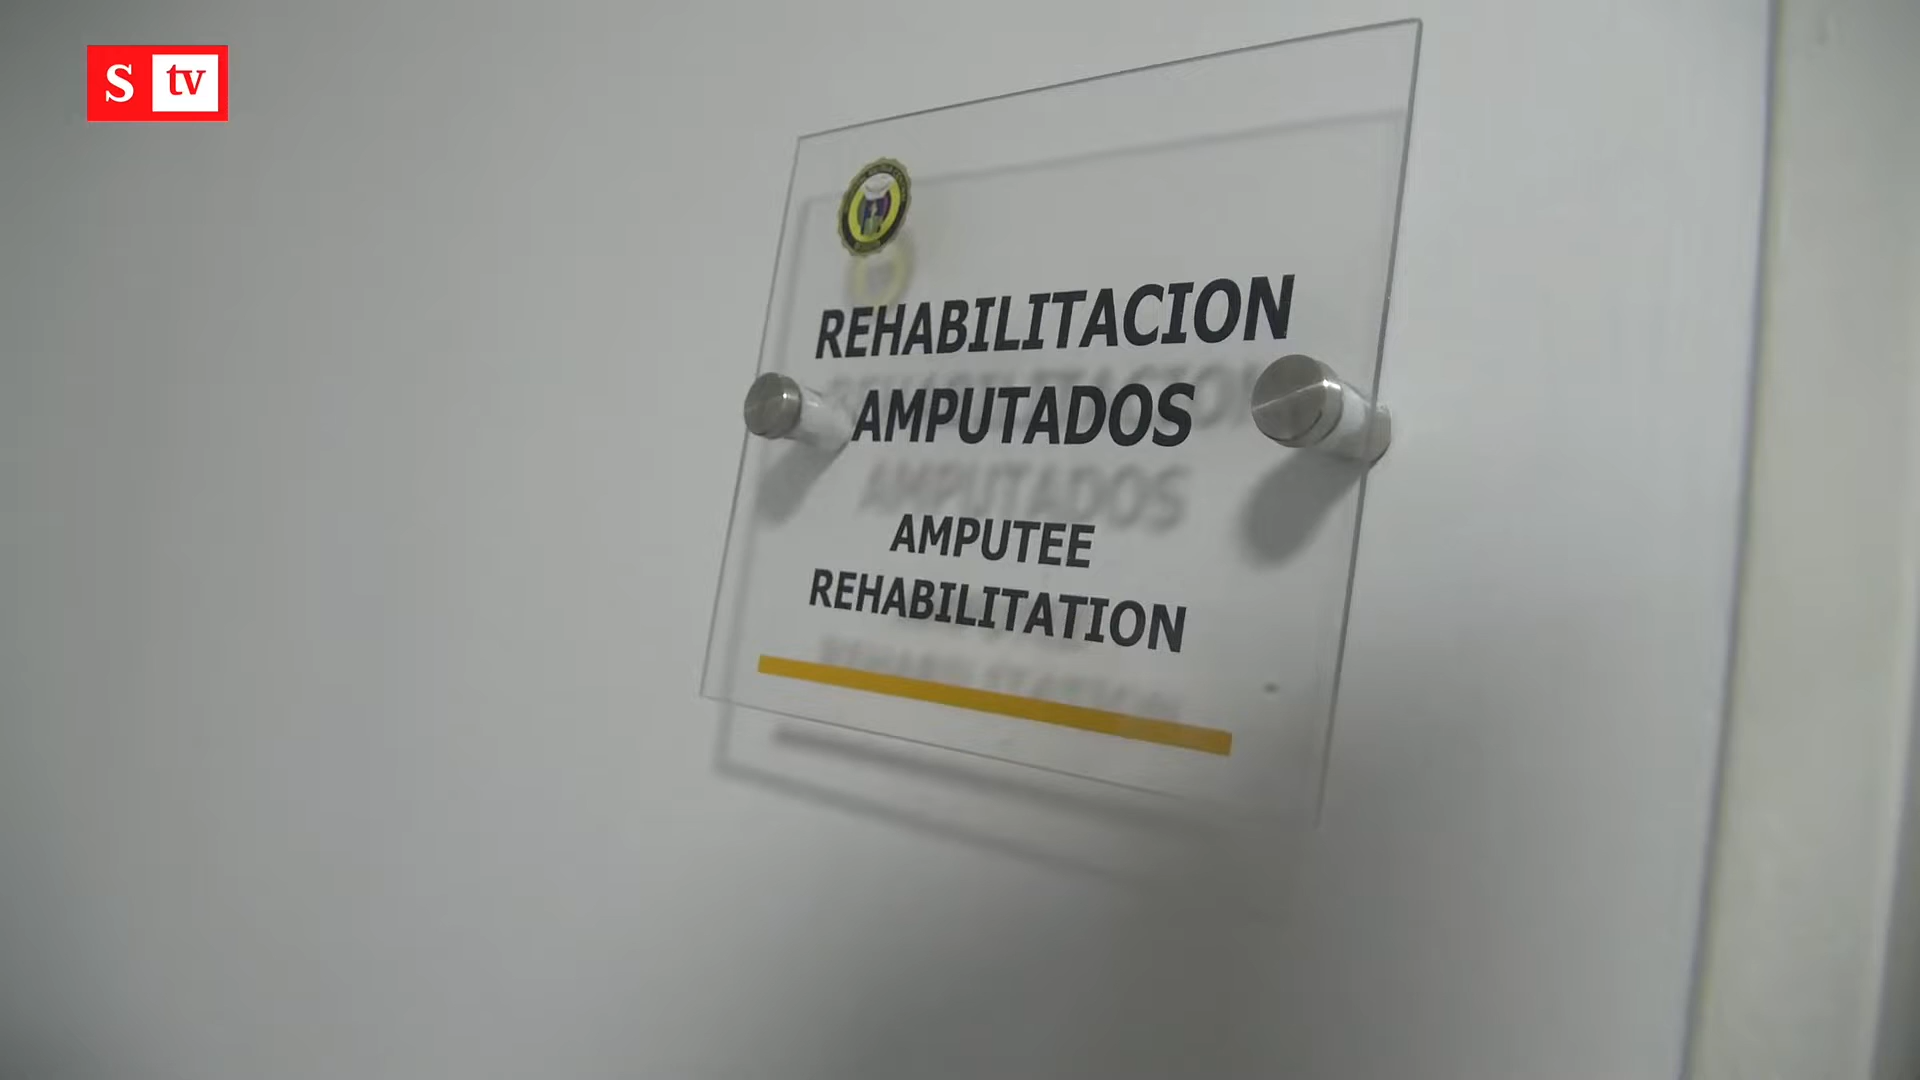 S tv
REHABILITACION
AMPUTADOS
AMPUTEE
REHABILITATION